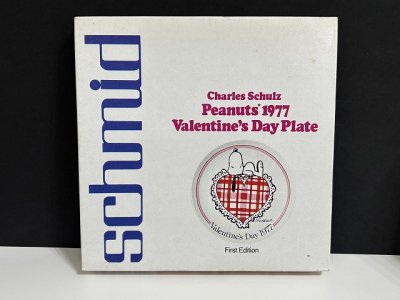 schmid
Charles Schulz
Peanuts® 1977
Valentine's Day Plate
Valentine's Day 1977
First Edition